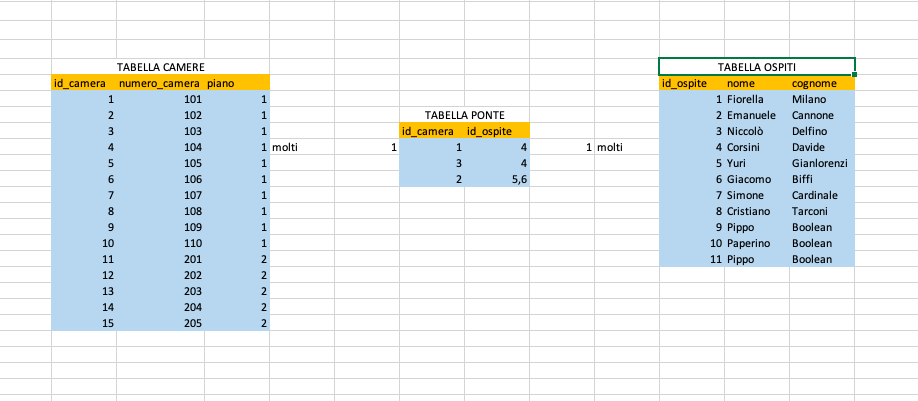 TABELLA CAMERE
id_camera numero_camera piano
1 101 1
2 102 1
3 103 1
4 104 1 molti
5 105 1
6 106 1
7 107 1
8 108 1
9 109 1
10 110 1
11 201 2
12 202 2
13 203 2
14 204 2
15 205 2
TABELLA PONTE
id_camera id_ospite
1 1 4 1 molti
3 4
2 5,6
TABELLA OSPITI
id_ospite nome cognome
1 Fiorella Milano
2 Emanuele Cannone
3 Niccolò Delfino
4 Corsini Davide
5 Yuri Gianlorenzi
6 Giacomo Biffi
7 Simone Cardinale
8 Cristiano Tarconi
9 Pippo Boolean
10 Paperino Boolean
11 Pippo Boolean